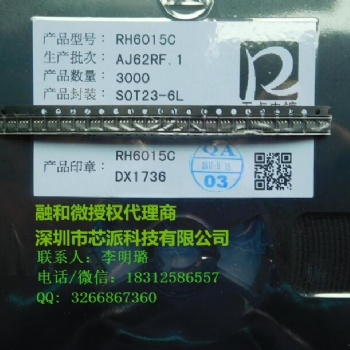 产品型号: RH6015C
生产批次: AJ62RF.1
产品数量: 3000
产品封装: SOT23-6L
产品印章: RH6015C
DX1736
QA
03
融和微授权代理商
深圳市芯派科技有限公司
联系人: 李明璐
电话/微信: 18312586557
QQ: 3266867360